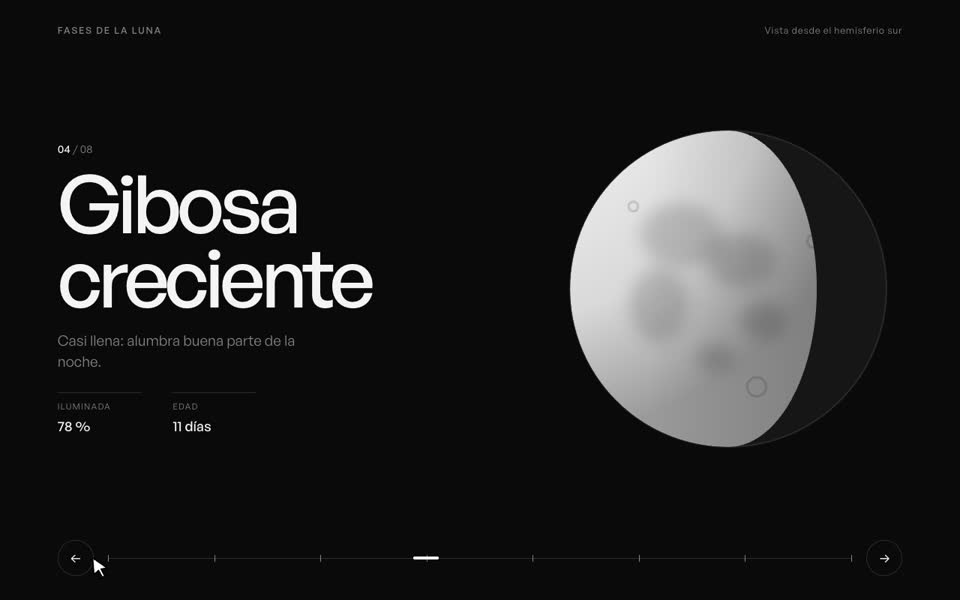 FASES DE LA LUNA
Vista desde el hemisferio sur
04 / 08
Gibosa
creciente
Casi llena: alumbra buena parte de la
noche.
ILUMINADA
EDAD
78 %
11 días